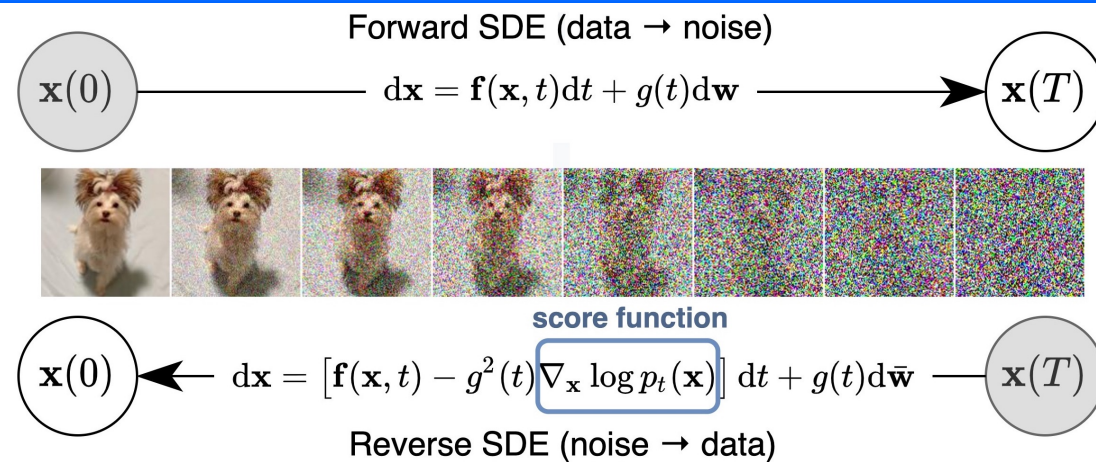 Forward SDE (data → noise)
x(0) dx = f(x, t)dt + g(t)dw x(T)
score function
x(0) dx = [f(x, t) − g²(t)∇ₓ log pₜ(x)] dt + g(t)dw̄ x(T)
Reverse SDE (noise → data)